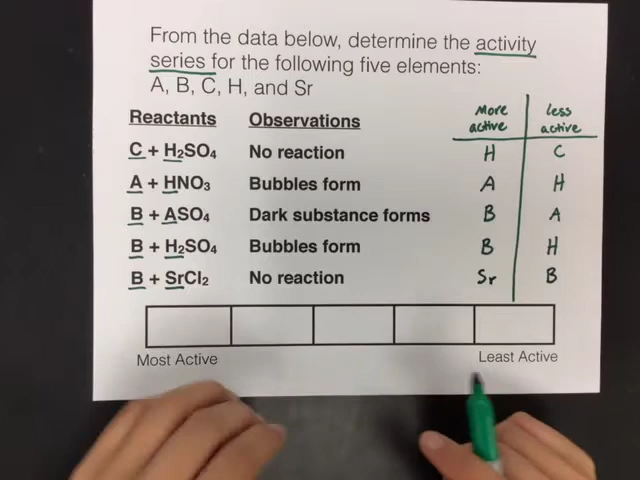 From the data below, determine the activity
series for the following five elements:
A, B, C, H, and Sr
Reactants Observations More active less active
C + H₂SO₄ No reaction H C
A + HNO₃ Bubbles form A H
B + ASO₄ Dark substance forms B A
B + H₂SO₄ Bubbles form B H
B + SrCl₂ No reaction Sr B
Most Active Least Active